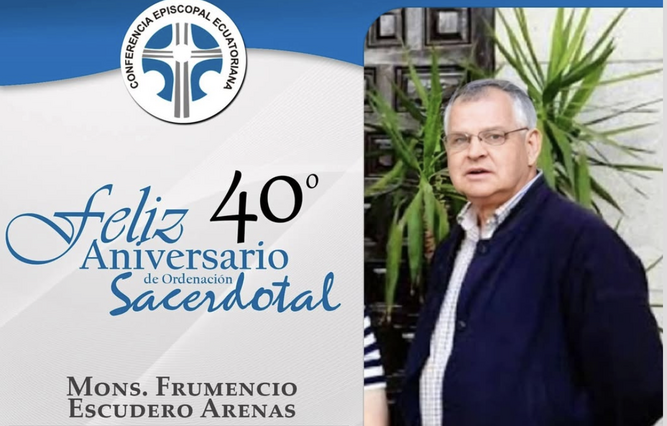 CONFERENCIA EPISCOPAL ECUATORIANA
feliz 40º
Aniversario
de Ordenación
Sacerdotal
Mons. Frumencio
Escudero Arenas